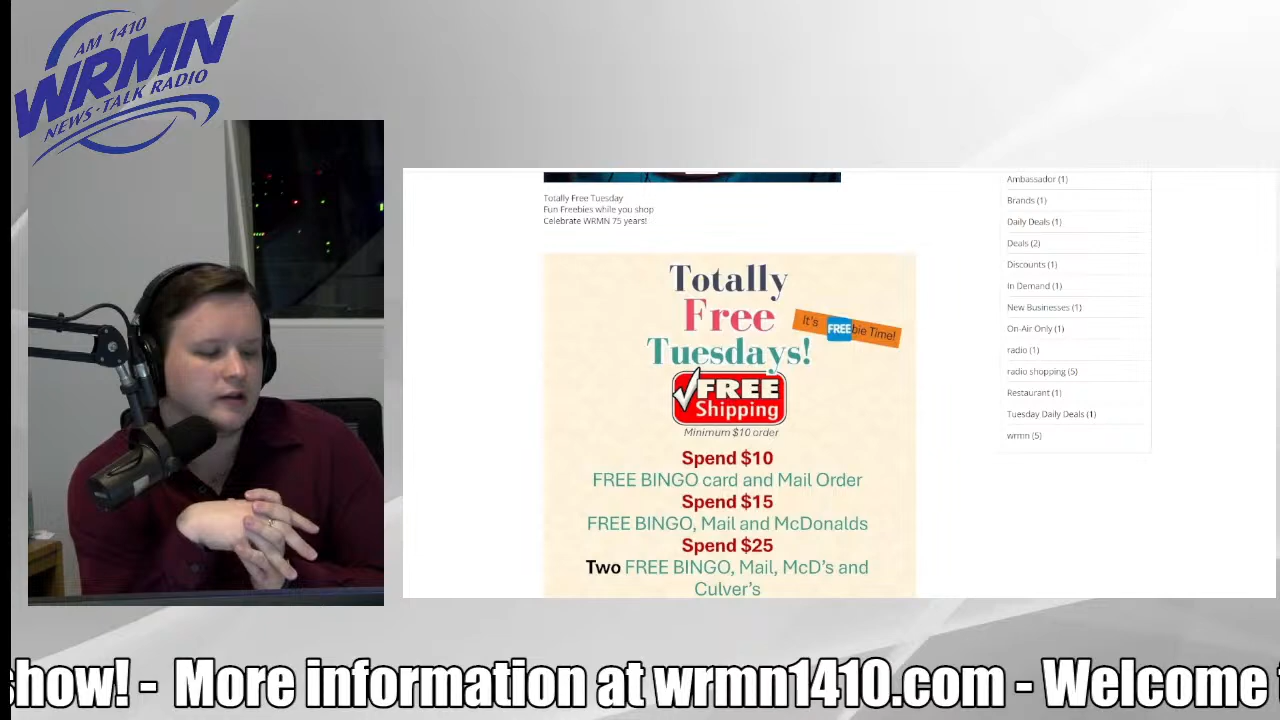 AM 1410
WRMN
NEWS·TALK RADIO
Totally Free Tuesday
Fun Freebies while you shop
Celebrate WRMN 75 years!
Totally
Free
Tuesdays!
It's FREEbie Time!
FREE
Shipping
Minimum $10 order
Spend $10
FREE BINGO card and Mail Order
Spend $15
FREE BINGO, Mail and McDonalds
Spend $25
Two FREE BINGO, Mail, McD's and
Culver's
Ambassador (1)
Brands (1)
Daily Deals (1)
Deals (2)
Discounts (1)
In Demand (1)
New Businesses (1)
On-Air Only (1)
radio (1)
radio shopping (5)
Restaurant (1)
Tuesday Daily Deals (1)
wrmn (5)
show! - More information at wrmn1410.com - Welcome